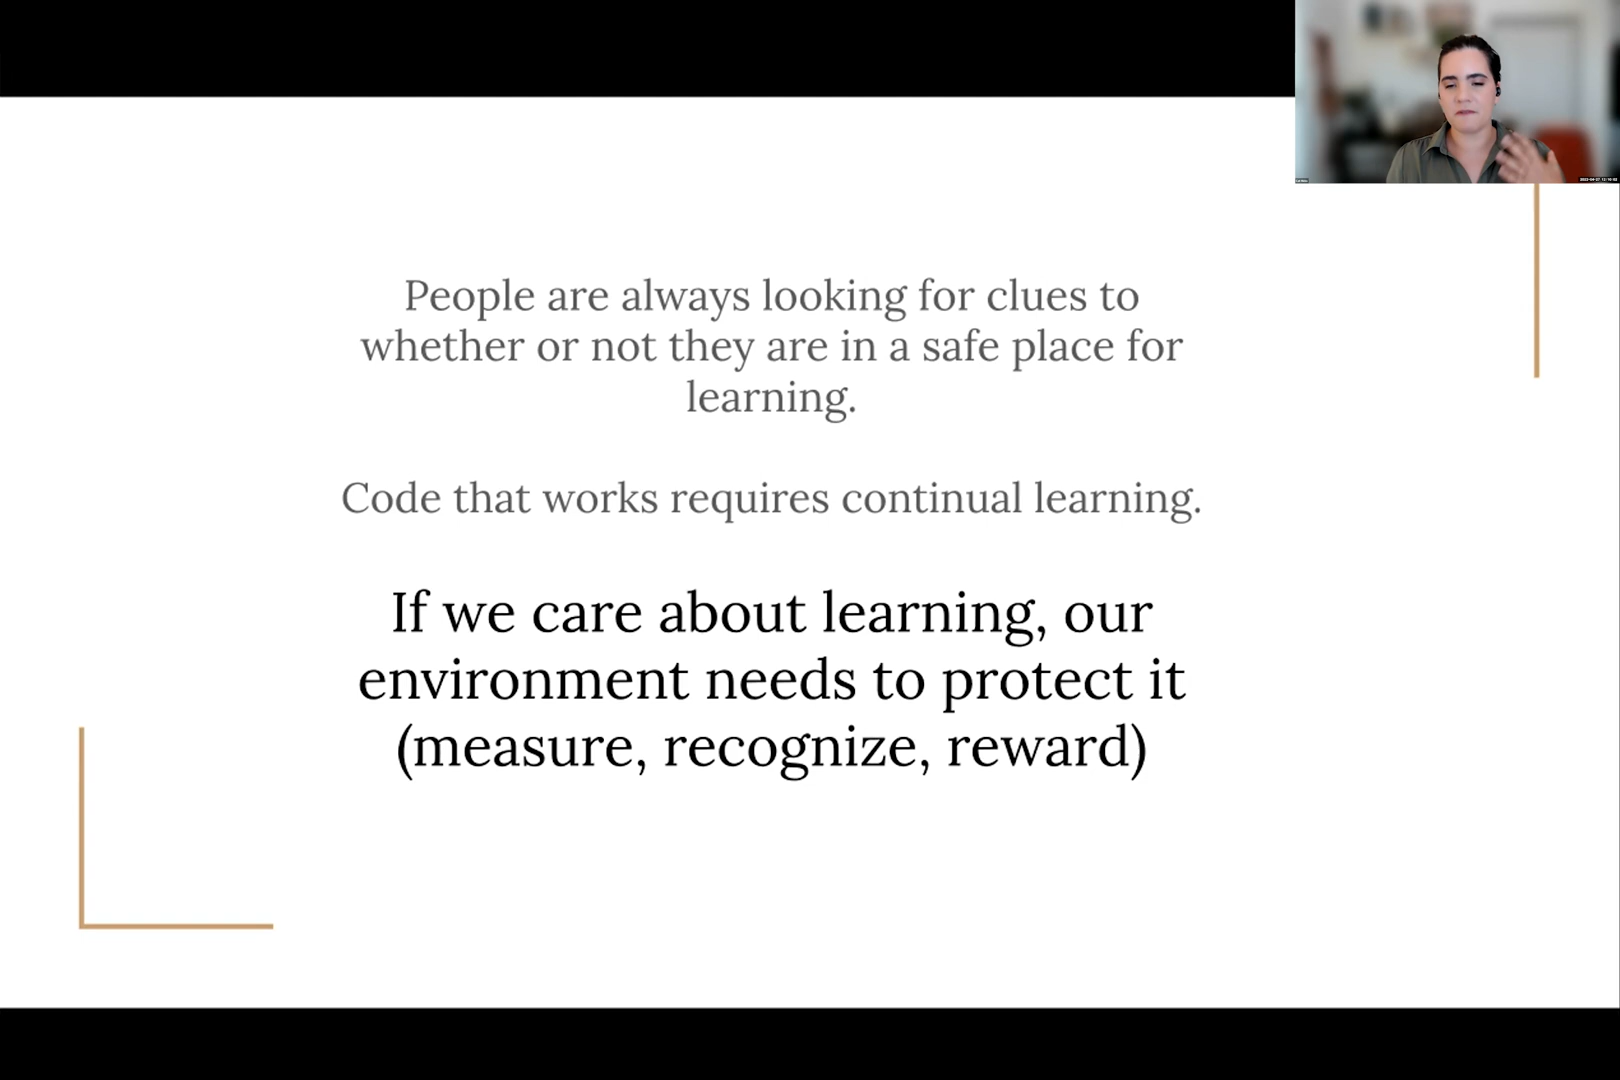 People are always looking for clues to
whether or not they are in a safe place for
learning.
Code that works requires continual learning.
If we care about learning, our
environment needs to protect it
(measure, recognize, reward)